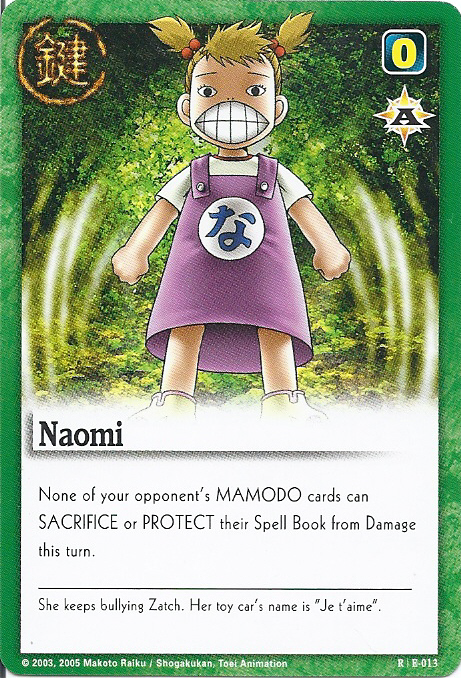 鍵
0
A
な
Naomi
None of your opponent's MAMODO cards can
SACRIFICE or PROTECT their Spell Book from Damage
this turn.
She keeps bullying Zatch. Her toy car's name is "Je t'aime".
© 2003, 2005 Makoto Raiku / Shogakukan, Toei Animation
R | E-013